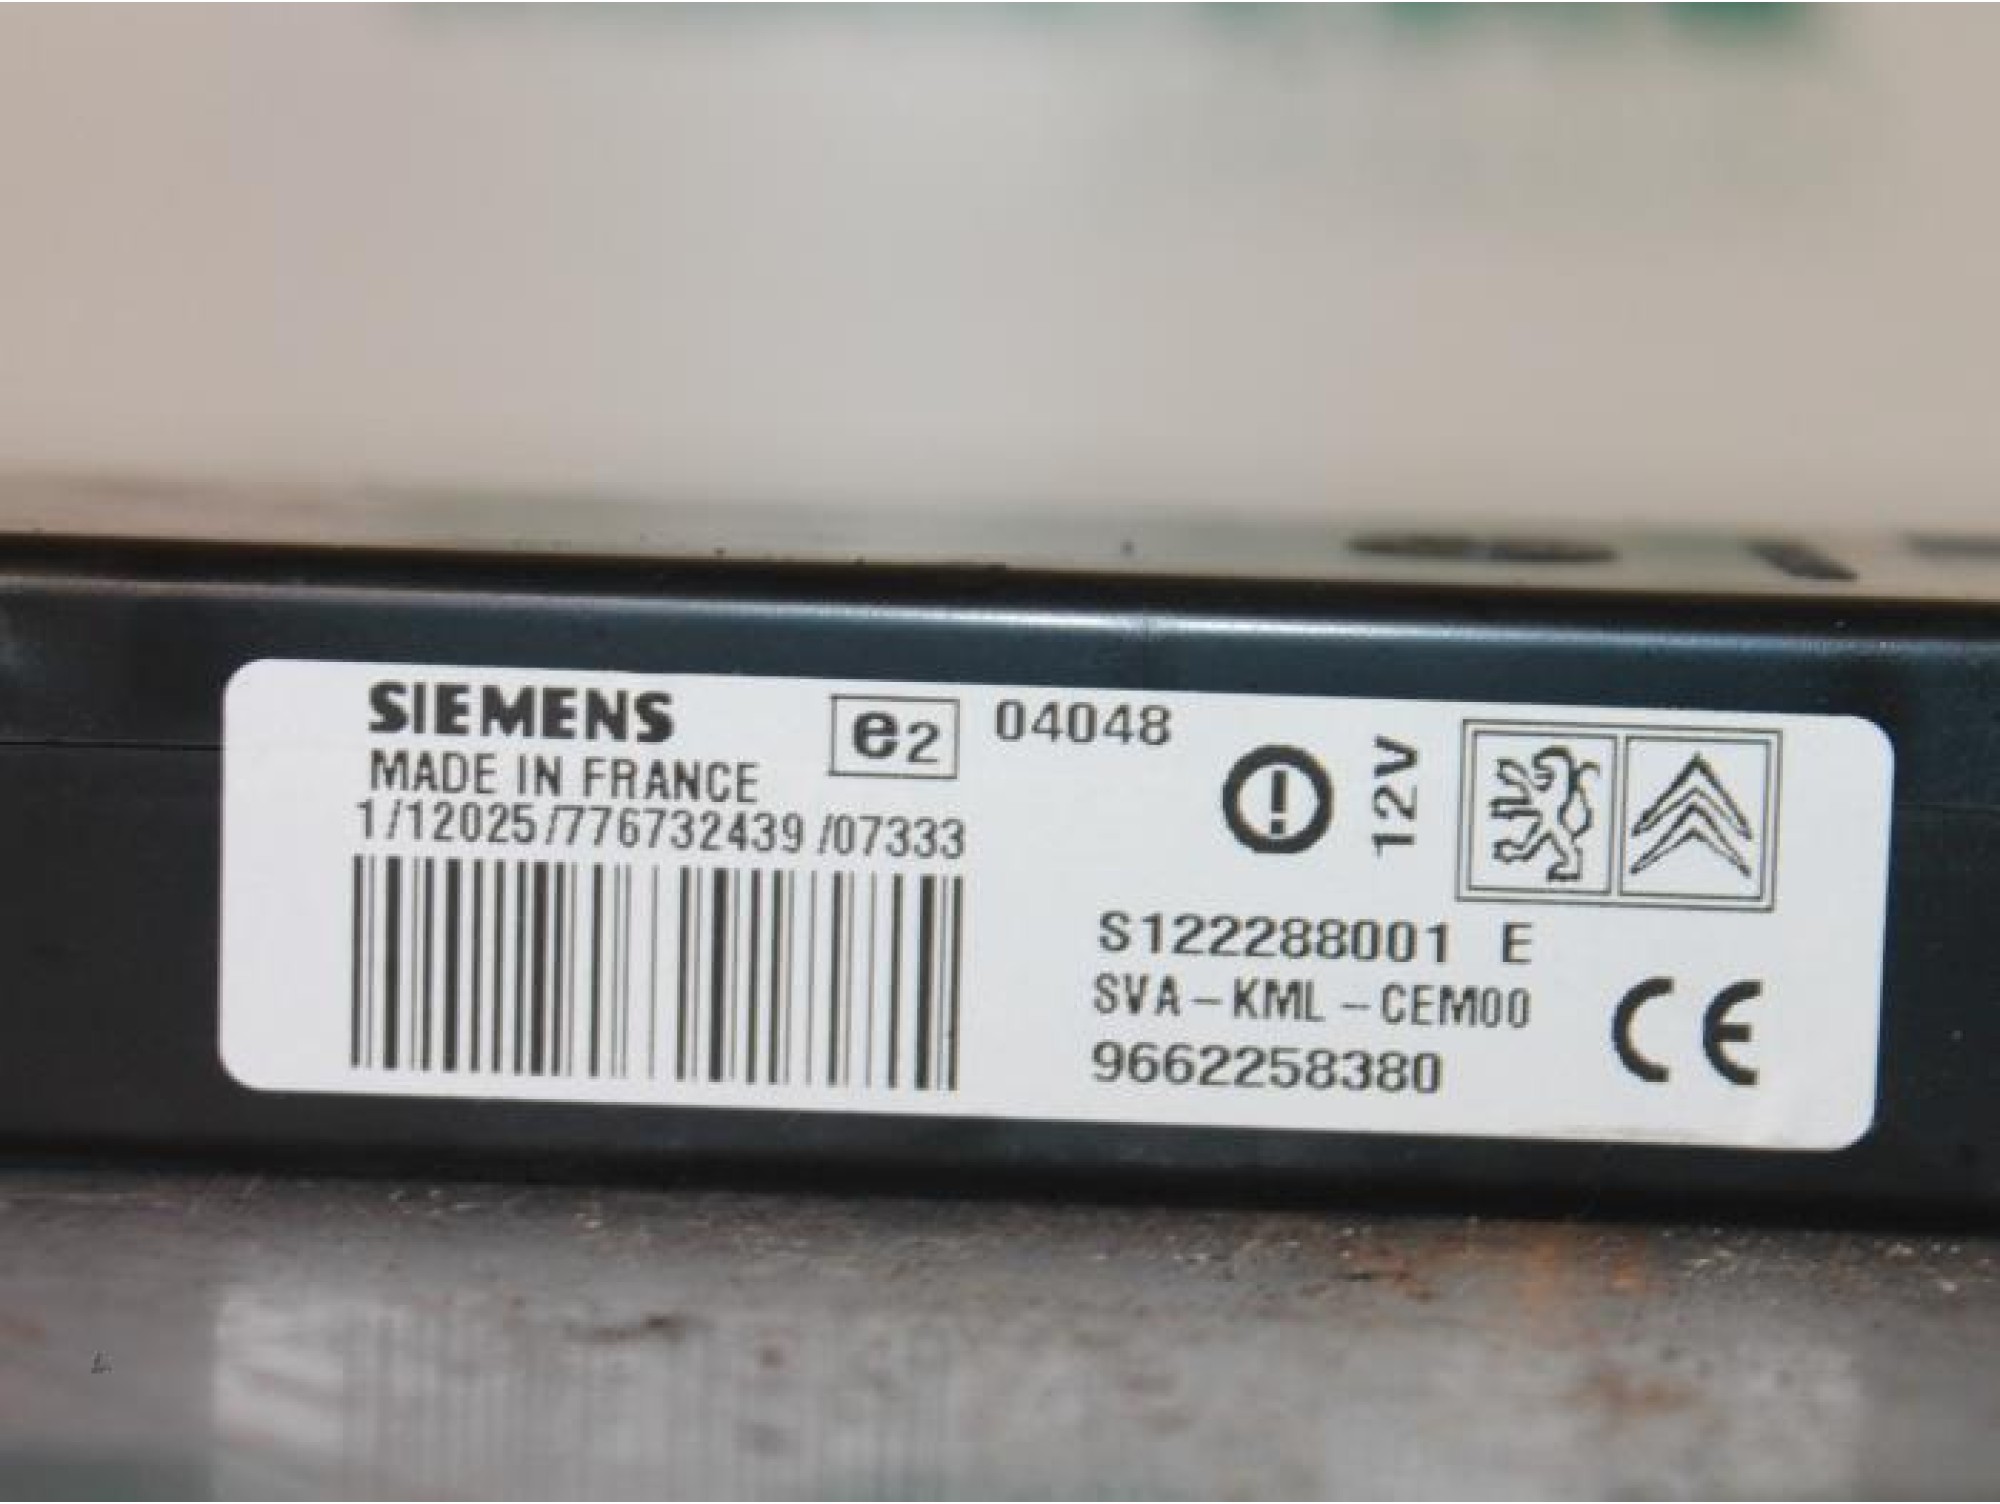 SIEMENS
e2 04048
MADE IN FRANCE
1/12025/776732439/07333
12V
S122288001 E
SVA-KML-CEM00
CE
9662258380